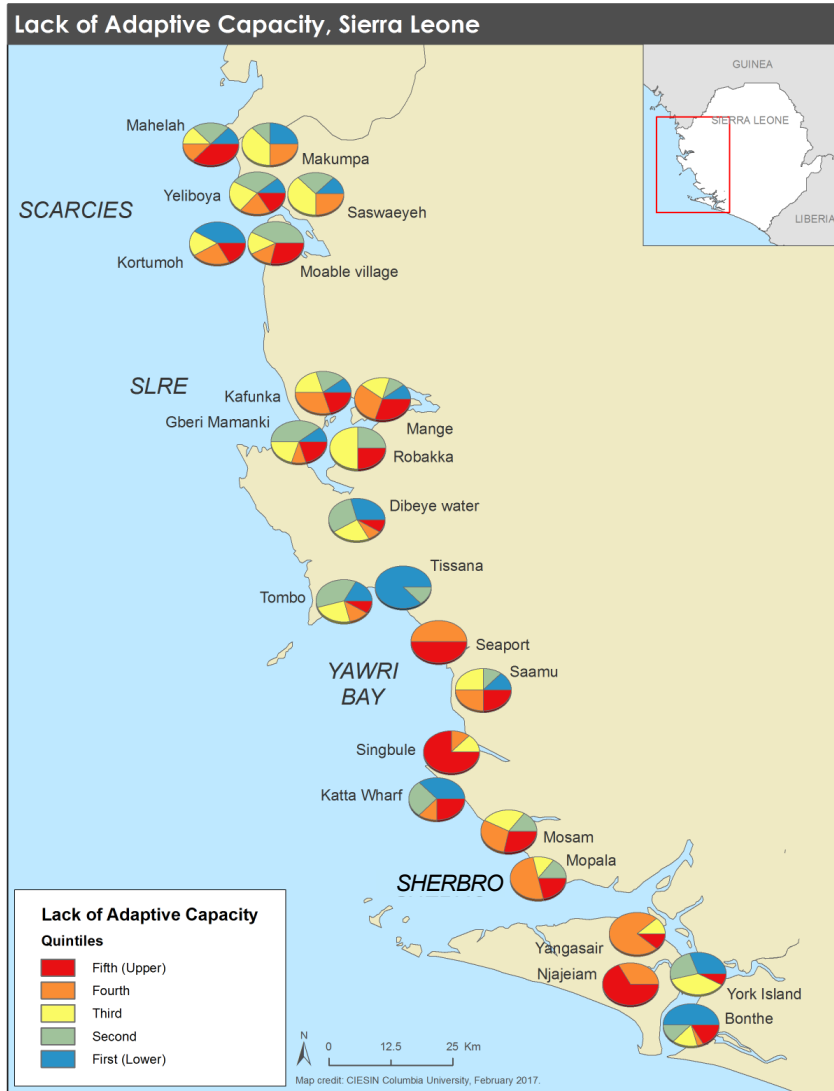 Lack of Adaptive Capacity, Sierra Leone
GUINEA
SIERRA LEONE
LIBERIA
Mahelah
Makumpa
Yeliboya
Saswaeyeh
SCARCIES
Kortumoh
Moable village
SLRE
Kafunka
Mange
Gberi Mamanki
Robakka
Dibeye water
Tissana
Tombo
Seaport
YAWRI
BAY
Saamu
Singbule
Katta Wharf
Mosam
Mopala
SHERBRO
Yangasair
Njajeiam
York Island
Bonthe
Lack of Adaptive Capacity
Quintiles
Fifth (Upper)
Fourth
Third
Second
First (Lower)
N
0 12.5 25 Km
Map credit: CIESIN Columbia University, February 2017.